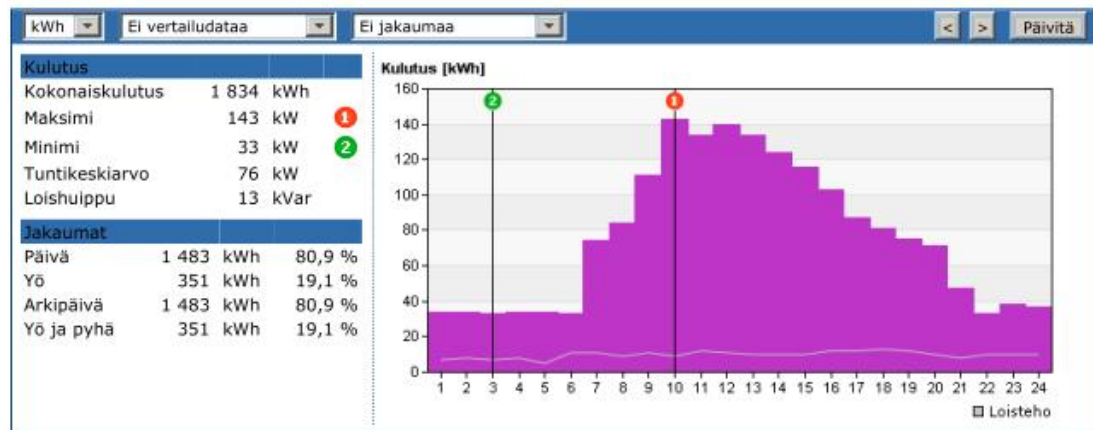 kWh Ei vertailudataa Ei jakaumaa < > Päivitä
Kulutus
Kokonaiskulutus 1 834 kWh
Maksimi 143 kW 1
Minimi 33 kW 2
Tuntikeskiarvo 76 kW
Loishuippu 13 kVar
Jakaumat
Päivä 1 483 kWh 80,9 %
Yö 351 kWh 19,1 %
Arkipäivä 1 483 kWh 80,9 %
Yö ja pyhä 351 kWh 19,1 %
Kulutus [kWh]
2 1
160
140
120
100
80
60
40
20
0
1 2 3 4 5 6 7 8 9 10 11 12 13 14 15 16 17 18 19 20 21 22 23 24
Loisteho